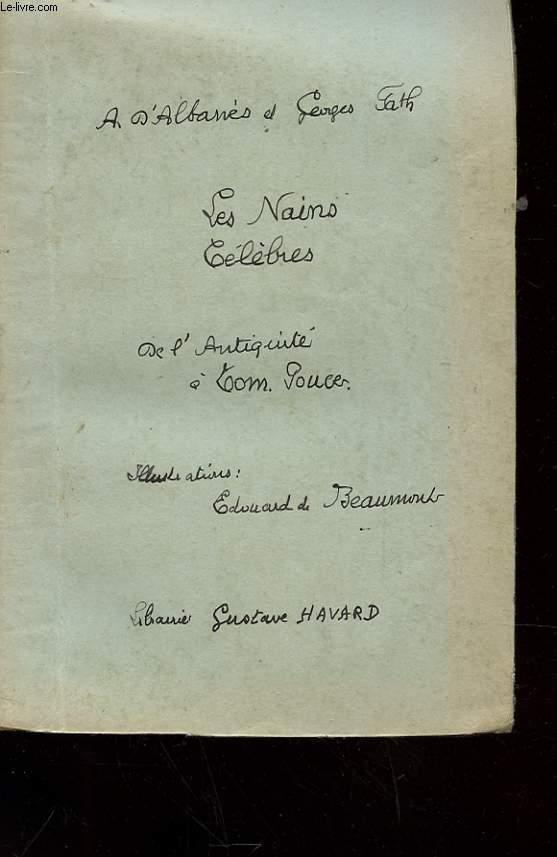 Le-livre.com
A. D'Albanès et Georges Fath
Les Nains
Célèbres
De l'Antiquité
à Tom. Pouce.
Illustrations:
Edouard de Beaumont
Librairie Gustave HAVARD